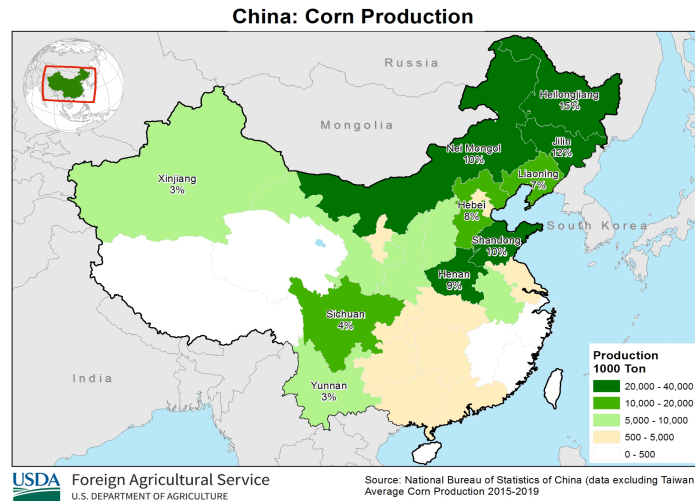 China: Corn Production
Russia
Heilongjiang
15%
Mongolia
Jilin
12%
Nei Mongol
10%
Liaoning
7%
Xinjiang
3%
Hebei
8%
South Korea
Shandong
10%
Henan
9%
Sichuan
4%
India
Yunnan
3%
Production
1000 Ton
20,000 - 40,000
10,000 - 20,000
5,000 - 10,000
500 - 5,000
0 - 500
USDA
Foreign Agricultural Service
U.S. DEPARTMENT OF AGRICULTURE
Source: National Bureau of Statistics of China (data excluding Taiwan
Average Corn Production 2015-2019